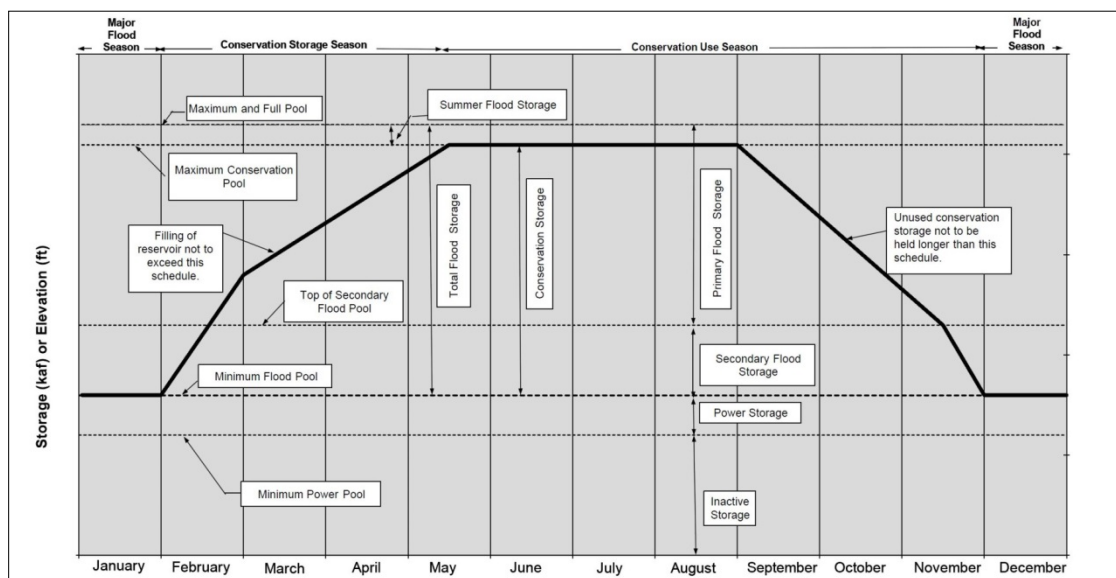 Major
Flood
Season
Conservation Storage Season
Conservation Use Season
Major
Flood
Season
Maximum and Full Pool
Summer Flood Storage
Maximum Conservation
Pool
Filling of
reservoir not to
exceed this
schedule.
Total Flood Storage
Conservation Storage
Primary Flood Storage
Unused conservation
storage not to be
held longer than this
schedule.
Top of Secondary
Flood Pool
Secondary Flood
Storage
Minimum Flood Pool
Power Storage
Minimum Power Pool
Inactive
Storage
Storage (kaf) or Elevation (ft)
January
February
March
April
May
June
July
August
September
October
November
December